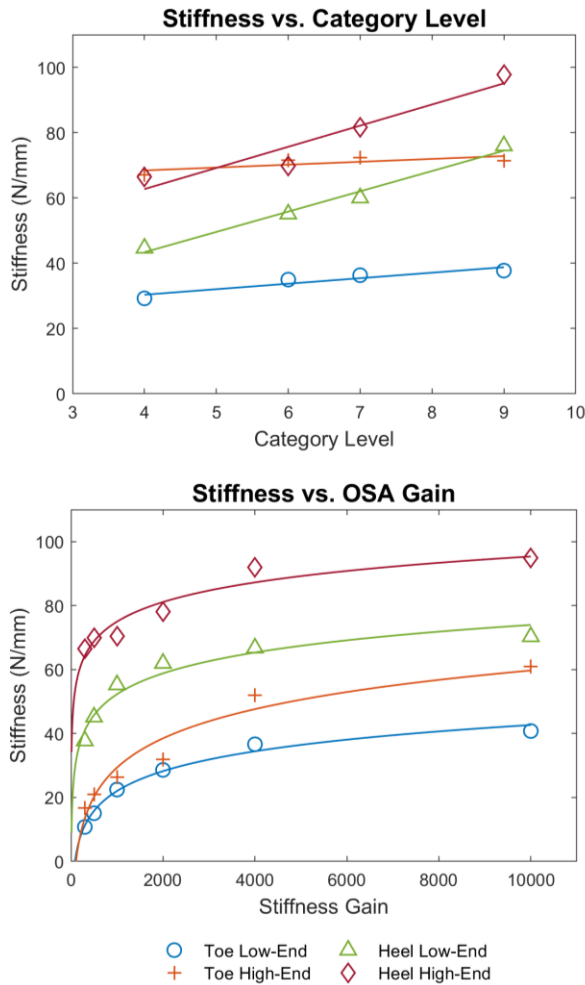 Stiffness vs. Category Level
Stiffness (N/mm)
100
80
60
40
20
0
3 4 5 6 7 8 9 10
Category Level
Stiffness vs. OSA Gain
Stiffness (N/mm)
100
80
60
40
20
0
0 2000 4000 6000 8000 10000
Stiffness Gain
Toe Low-End Heel Low-End
Toe High-End Heel High-End